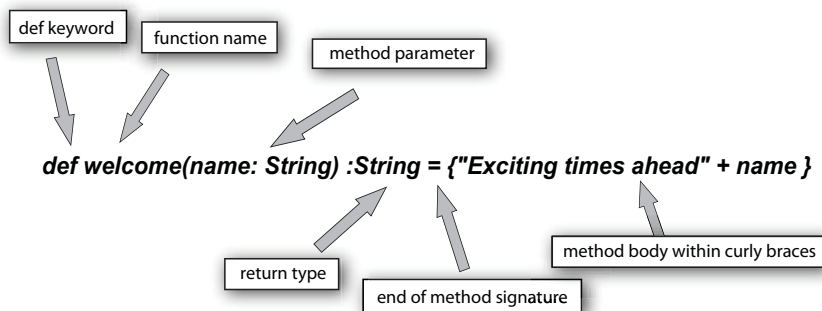 def keyword
function name
method parameter
def welcome(name: String) :String = {"Exciting times ahead" + name }
return type
end of method signature
method body within curly braces